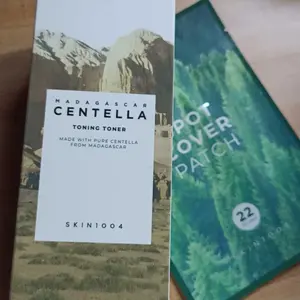 MADAGASCAR
CENTELLA
TONING TONER
MADE WITH PURE CENTELLA
FROM MADAGASCAR
SKIN1004
POT
COVER
PATCH
22